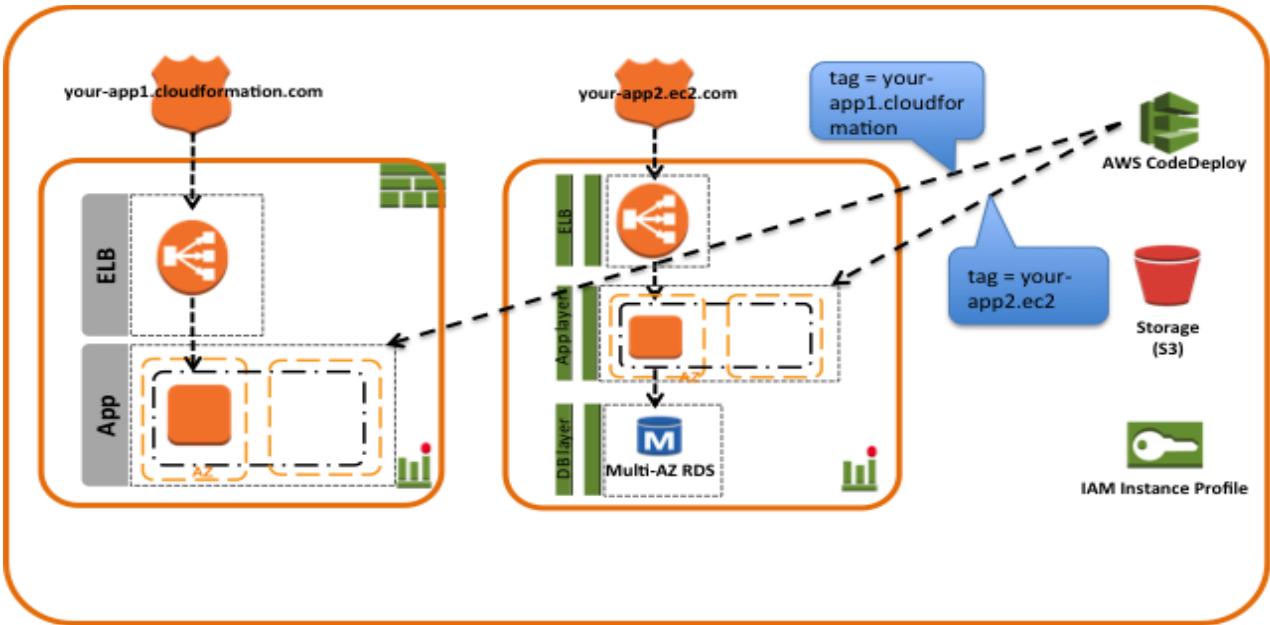 your-app1.cloudformation.com
your-app2.ec2.com
tag = your-
app1.cloudfor
mation
AWS CodeDeploy
ELB
App
AZ
ELB
App layer
AZ
DB layer
M
Multi-AZ RDS
tag = your-
app2.ec2
Storage
(S3)
IAM Instance Profile